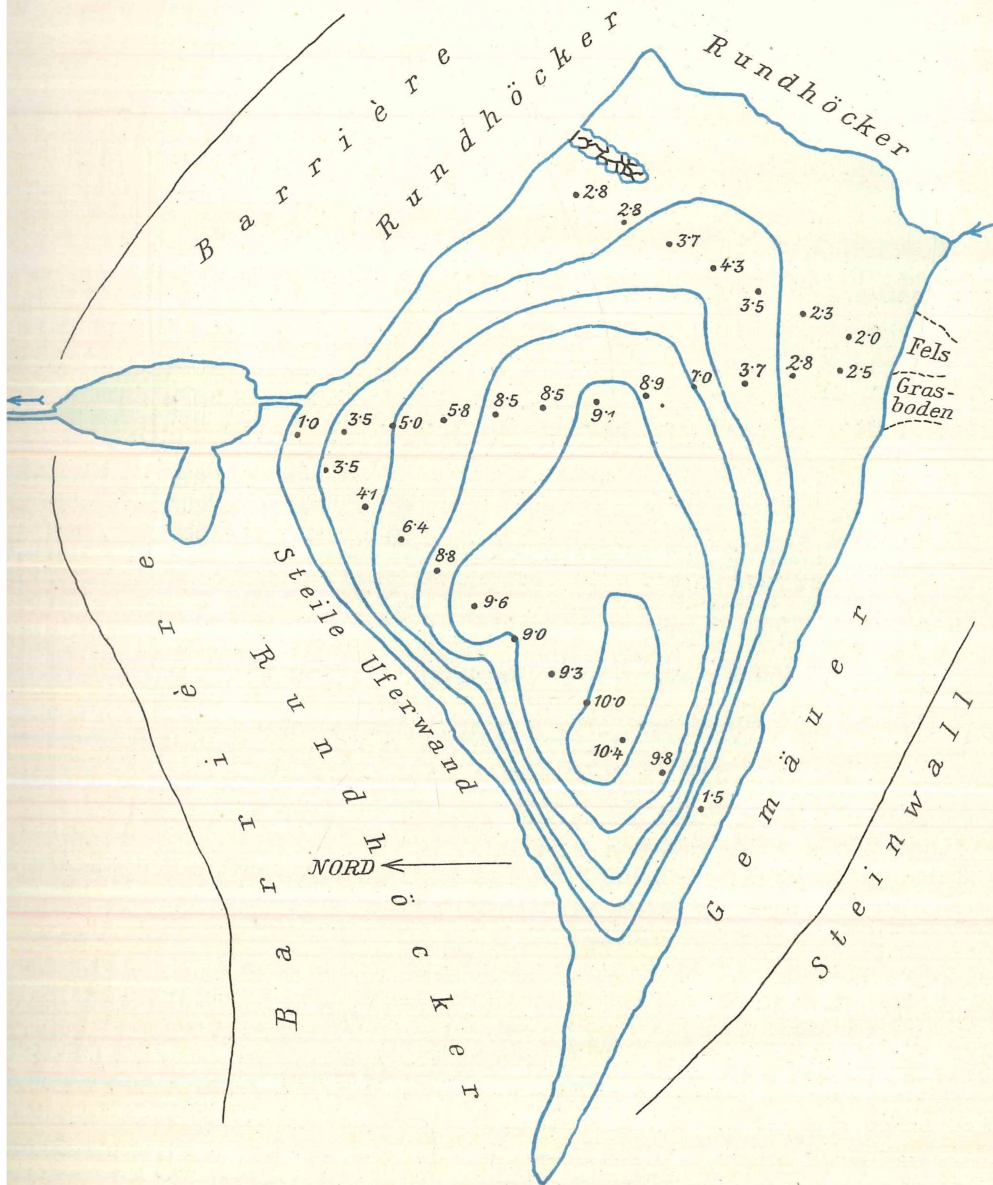 Barrière
Rundhöcker
Rundhöcker
2·8
2·8
3·7
4·3
3·5
2·3
2·0
Fels
2·5
2·8
3·7
7·0
8·9
9·1
8·5
8·5
5·8
5·0
3·5
1·0
Gras-
boden
3·5
4·1
6·4
8·8
9·6
9·0
9·3
10·0
10·4
9·8
1·5
Steile Uferwand
Rundhöcker
Barrière
NORD
Gemäuer
Steinwall